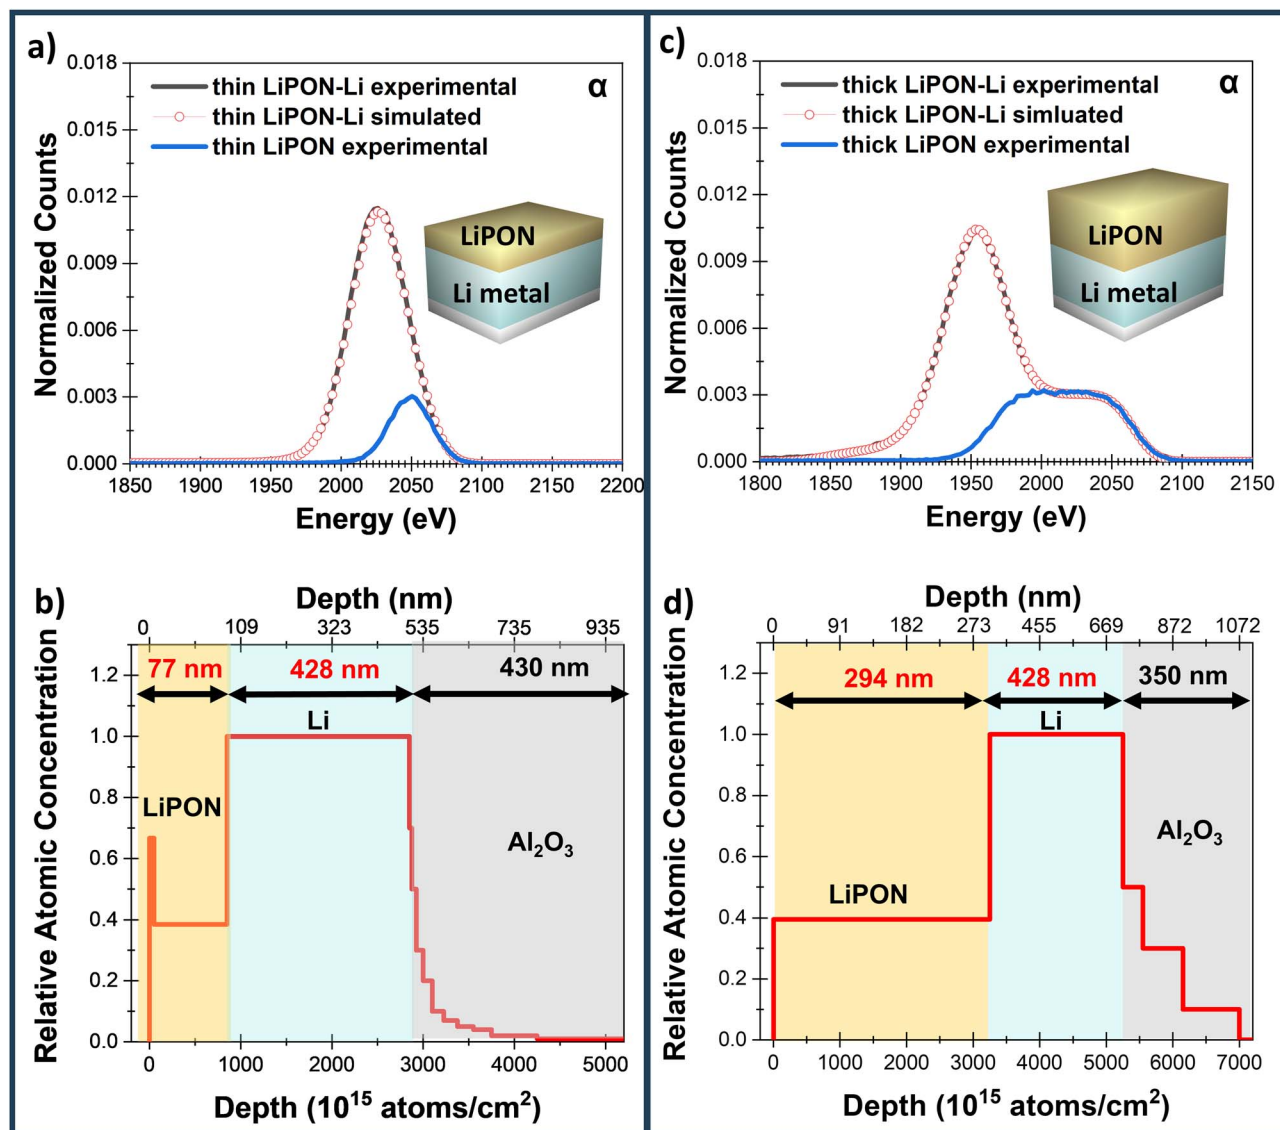 a)
0.018
0.015
0.012
0.009
0.006
0.003
0.000
Normalized Counts
thin LiPON-Li experimental
thin LiPON-Li simulated
thin LiPON experimental
α
LiPON
Li metal
1850 1900 1950 2000 2050 2100 2150 2200
Energy (eV)
c)
0.018
0.015
0.012
0.009
0.006
0.003
0.000
Normalized Counts
thick LiPON-Li experimental
thick LiPON-Li simluated
thick LiPON experimental
α
LiPON
Li metal
1800 1850 1900 1950 2000 2050 2100 2150
Energy (eV)
b)
Depth (nm)
0 109 323 535 735 935
1.2
1.0
0.8
0.6
0.4
0.2
0.0
Relative Atomic Concentration
77 nm 428 nm 430 nm
Li
LiPON
Al₂O₃
0 1000 2000 3000 4000 5000
Depth (10¹⁵ atoms/cm²)
d)
Depth (nm)
0 91 182 273 455 669 872 1072
1.2
1.0
0.8
0.6
0.4
0.2
0.0
Relative Atomic Concentration
294 nm 428 nm 350 nm
Li
LiPON
Al₂O₃
0 1000 2000 3000 4000 5000 6000 7000
Depth (10¹⁵ atoms/cm²)